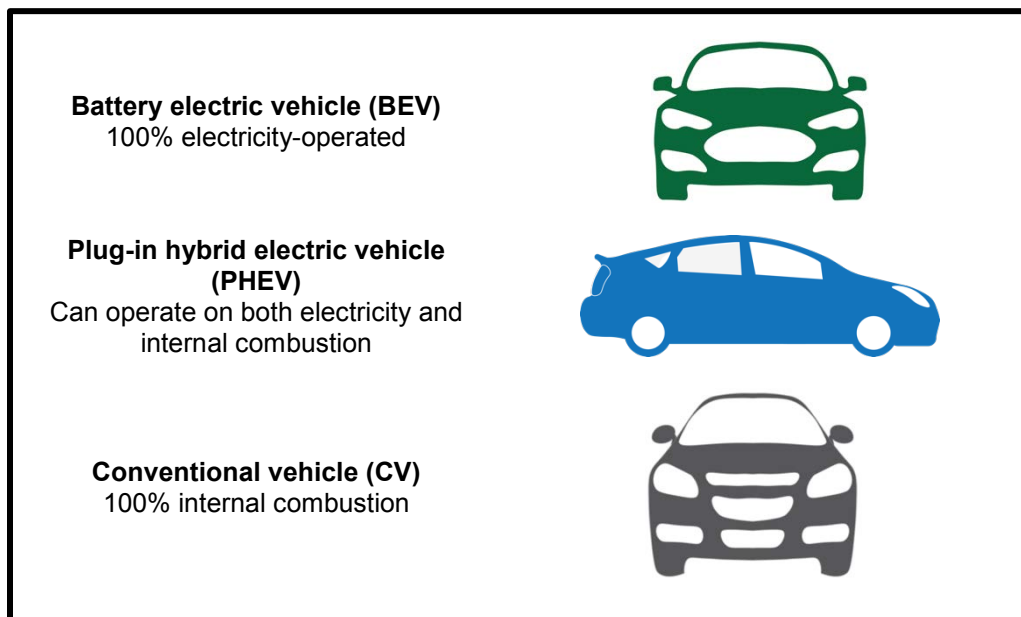 Battery electric vehicle (BEV)
100% electricity-operated
Plug-in hybrid electric vehicle
(PHEV)
Can operate on both electricity and
internal combustion
Conventional vehicle (CV)
100% internal combustion